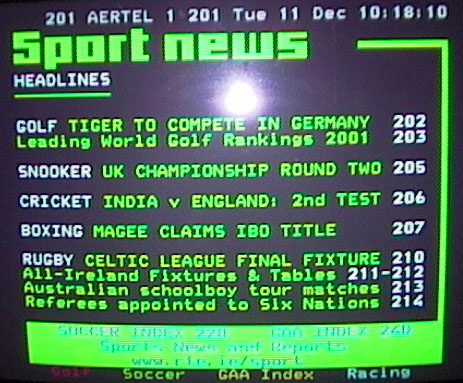 201 AERTEL 1 201 Tue 11 Dec 10:18:10
Sport news
HEADLINES
GOLF TIGER TO COMPETE IN GERMANY 202
Leading World Golf Rankings 2001 203
SNOOKER UK CHAMPIONSHIP ROUND TWO 205
CRICKET INDIA v ENGLAND: 2nd TEST 206
BOXING MAGEE CLAIMS IBO TITLE 207
RUGBY CELTIC LEAGUE FINAL FIXTURE 210
All-Ireland Fixtures & Tables 211-212
Australian schoolboy tour matches 213
Referees appointed to Six Nations 214
SOCCER INDEX 220 GAA INDEX 240
Sports News and Reports
www.rte.ie/sport
Golf Soccer GAA Index Racing